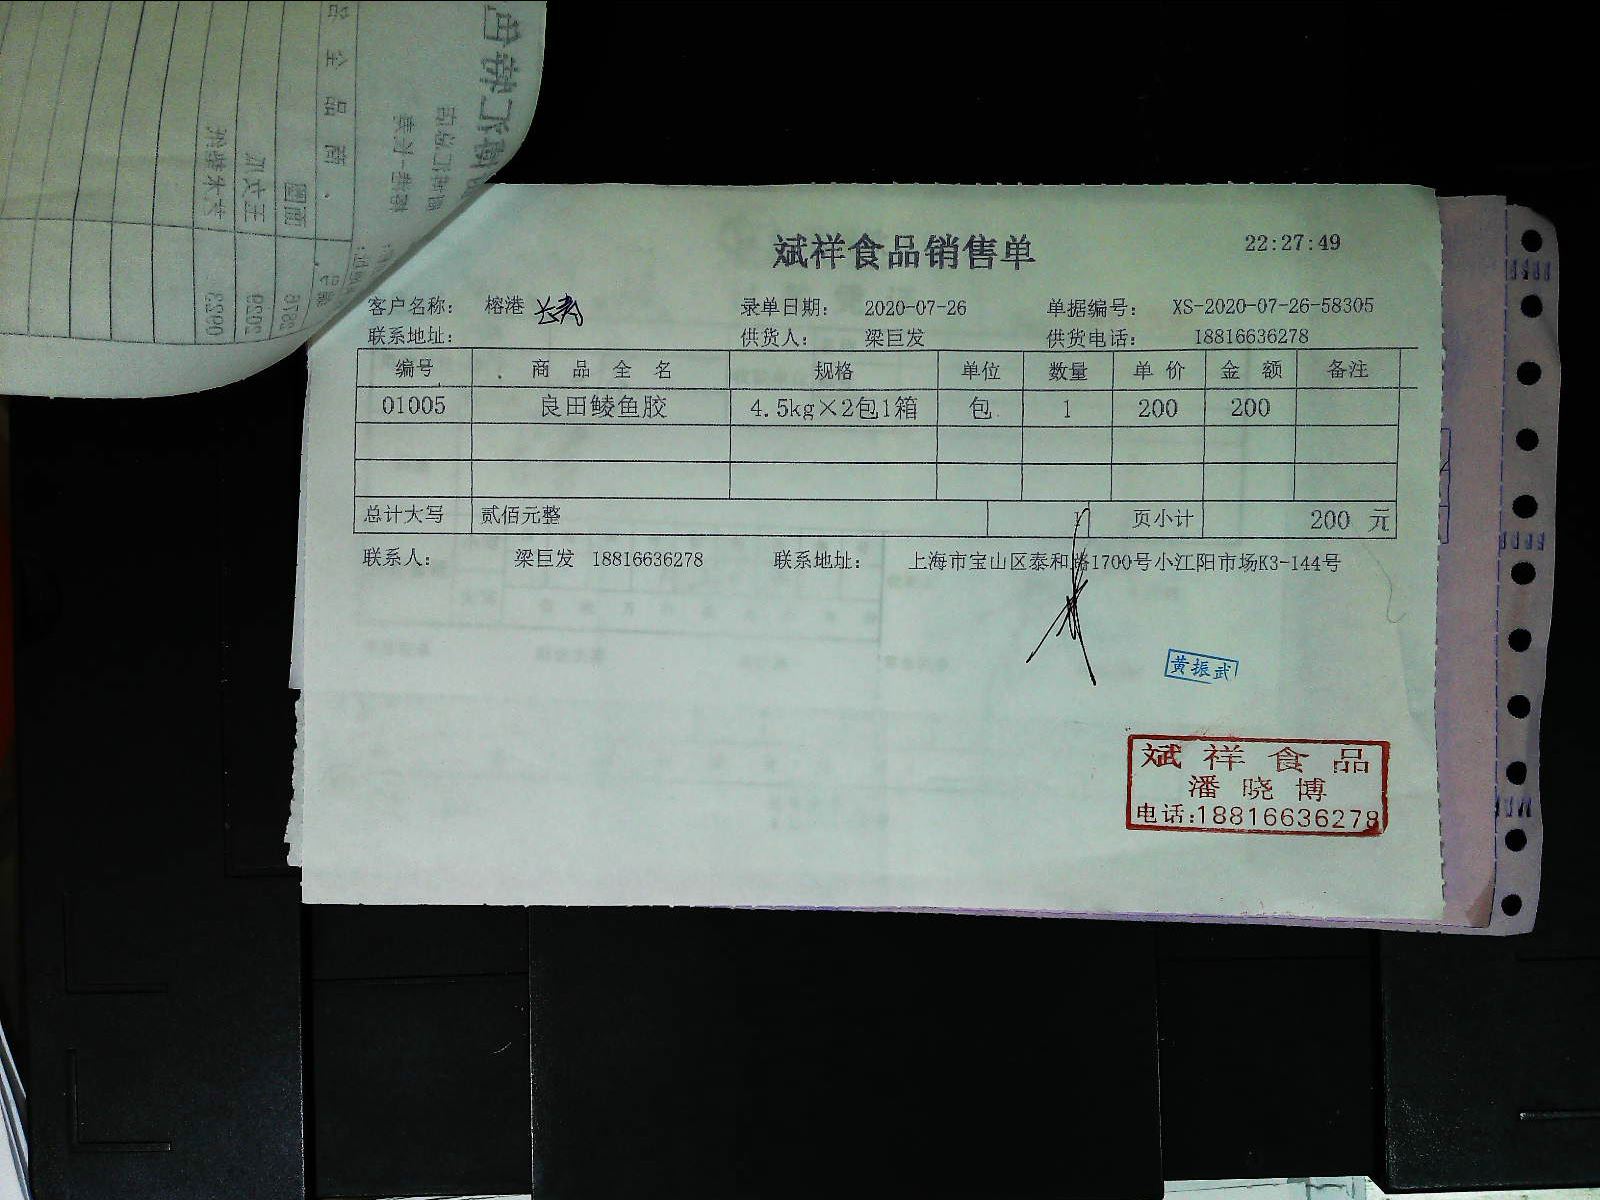 斌祥食品销售单 22:27:49
客户名称： 榕港 录单日期： 2020-07-26 单据编号： XS-2020-07-26-58305
联系地址： 供货人： 梁巨发 供货电话： 18816636278
编号 商品全名 规格 单位 数量 单价 金额 备注
01005 良田鲮鱼胶 4.5kg×2包1箱 包 1 200 200
总计大写 贰佰元整 1 页小计 200 元
联系人： 梁巨发 18816636278 联系地址： 上海市宝山区泰和路1700号小江阳市场K3-144号
黄振武
斌祥食品
潘晓博
电话:18816636278